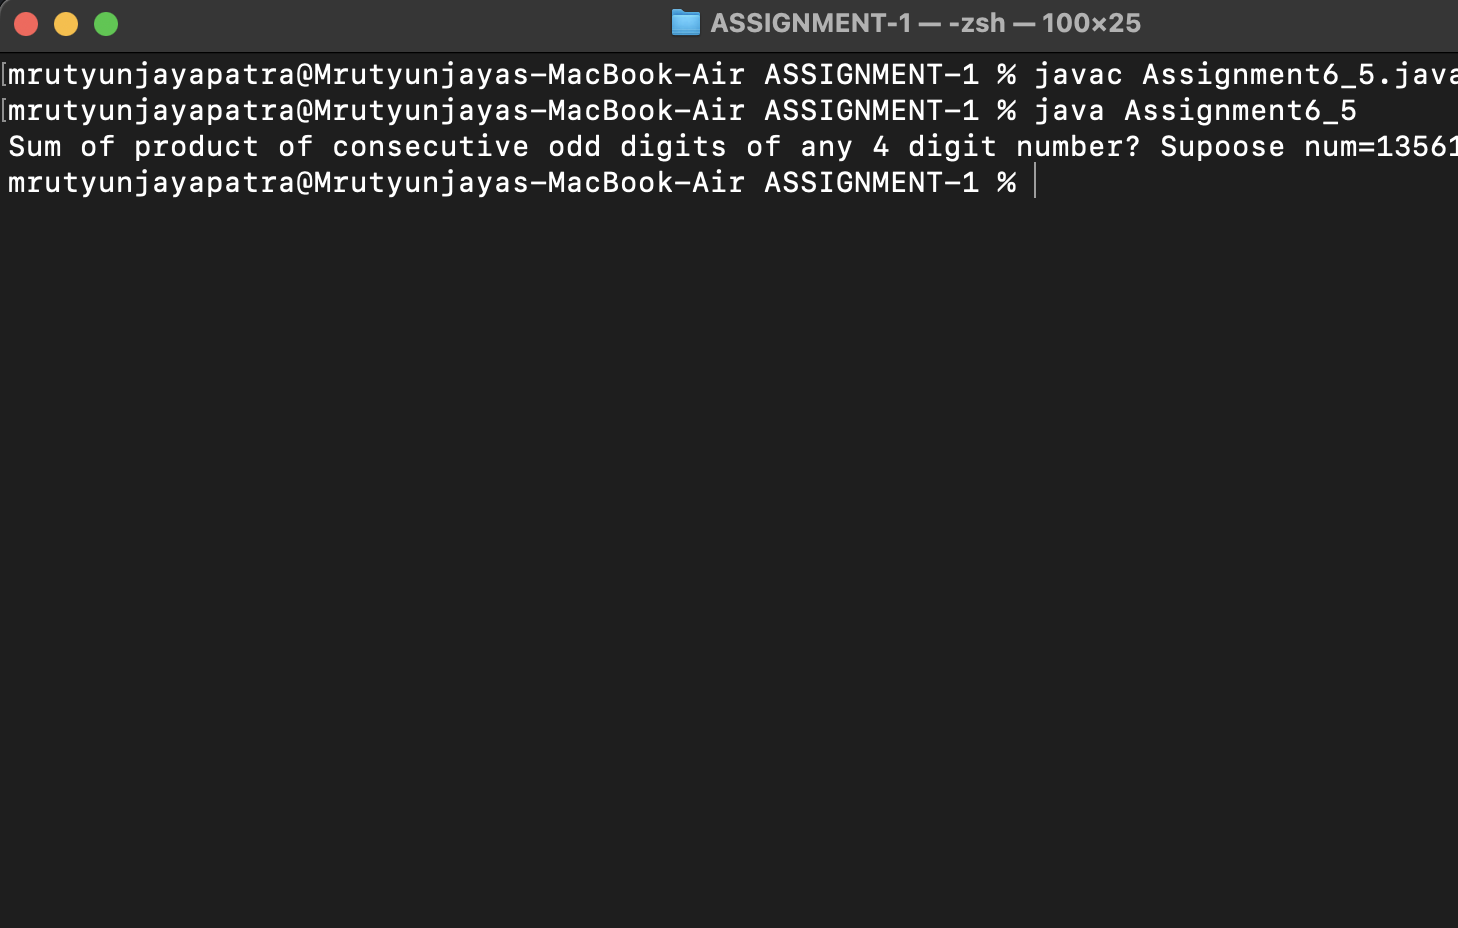 ASSIGNMENT-1 — -zsh — 100×25
mrutyunjayapatra@Mrutyunjayas-MacBook-Air ASSIGNMENT-1 % javac Assignment6_5.java
mrutyunjayapatra@Mrutyunjayas-MacBook-Air ASSIGNMENT-1 % java Assignment6_5
Sum of product of consecutive odd digits of any 4 digit number? Supoose num=13561
mrutyunjayapatra@Mrutyunjayas-MacBook-Air ASSIGNMENT-1 %